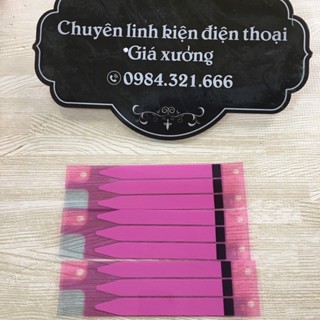 Chuyên linh kiện điện thoại
Giá xưởng
0984.321.666